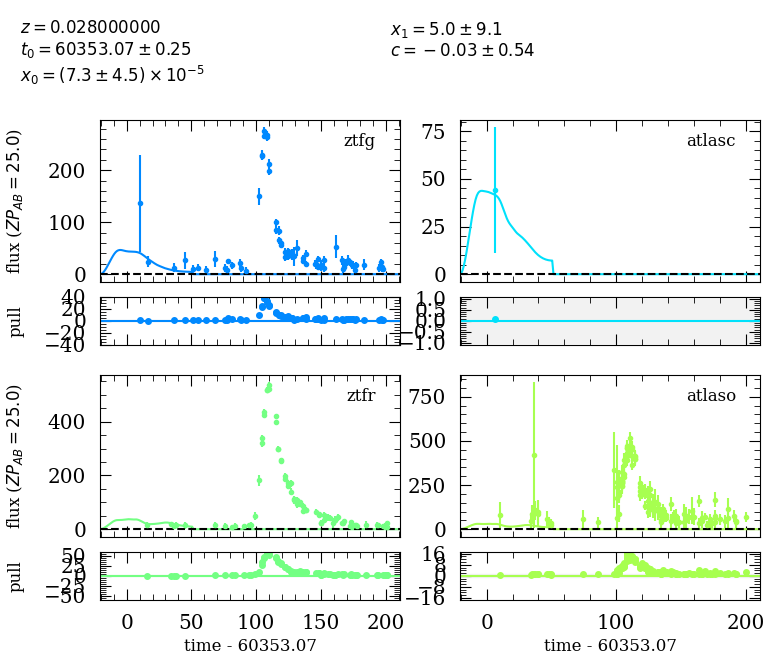 z = 0.028000000
t₀ = 60353.07 ± 0.25
x₀ = (7.3 ± 4.5) × 10⁻⁵
x₁ = 5.0 ± 9.1
c = −0.03 ± 0.54
ztfg
flux (ZP_AB = 25.0)
200
100
0
atlasc
75
50
25
0
pull
40
20
0
−20
−40
1.0
0.5
0.0
−0.5
−1.0
ztfr
flux (ZP_AB = 25.0)
400
200
0
atlaso
750
500
250
0
pull
50
25
0
−25
−50
16
8
0
−8
−16
0 50 100 150 200
time - 60353.07
0 100 200
time - 60353.07